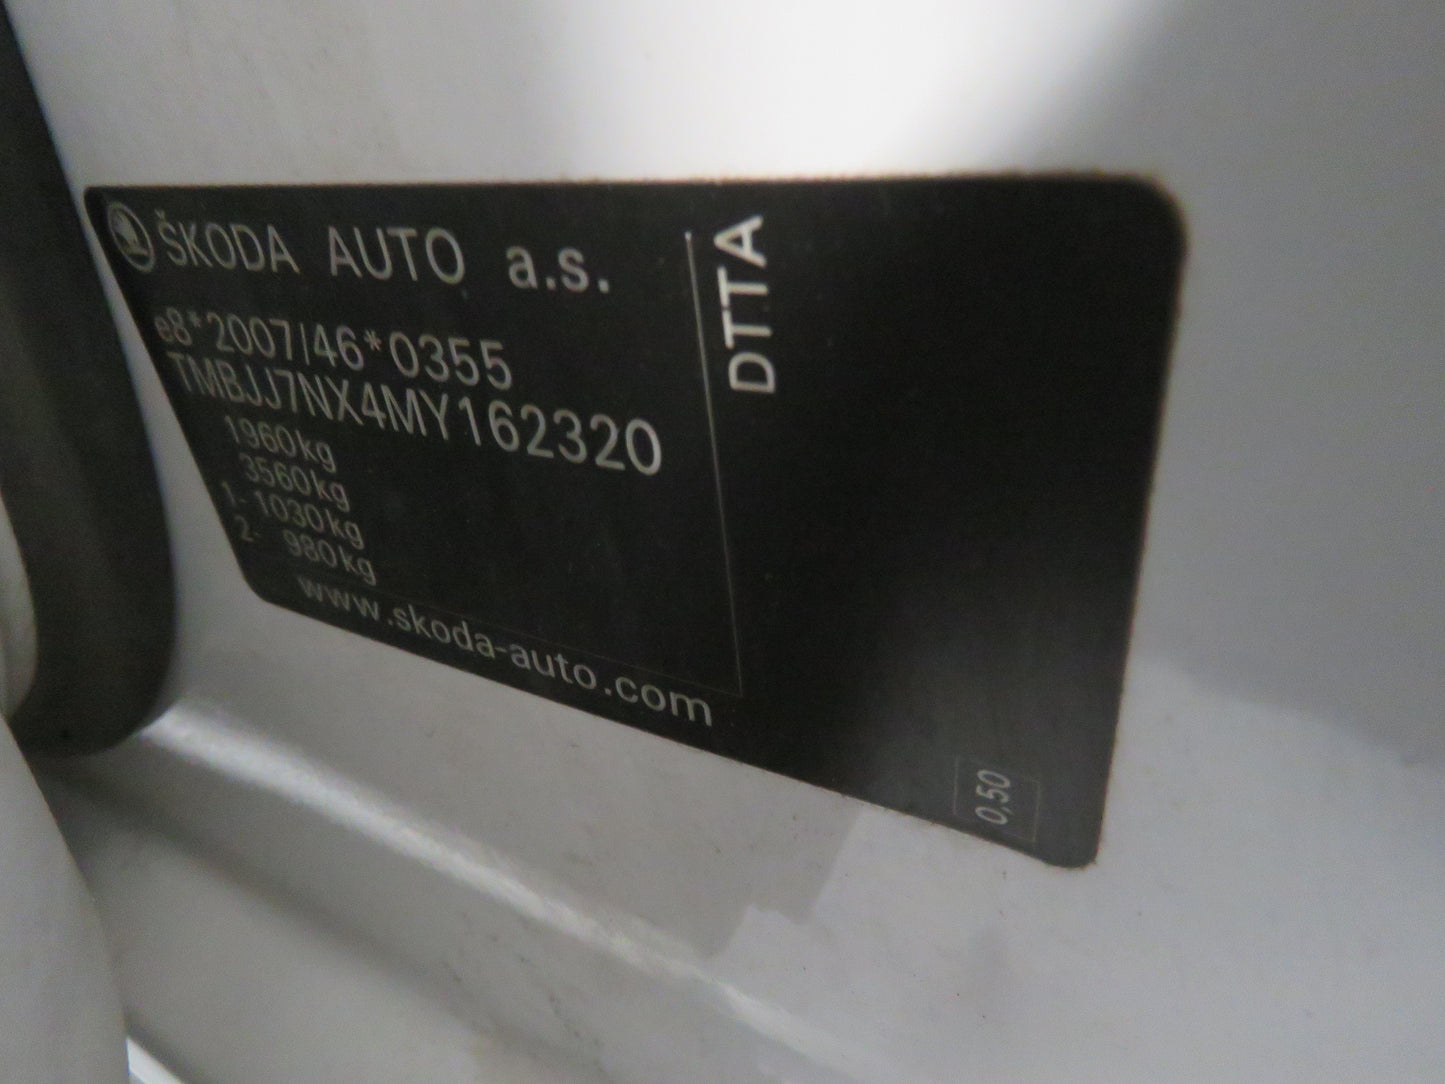 ŠKODA AUTO a.s.
e8*2007/46*0355
TMBJJ7NX4MY162320
1960kg
3560kg
1-1030kg
2- 980kg
www.skoda-auto.com
DTTA
0,50